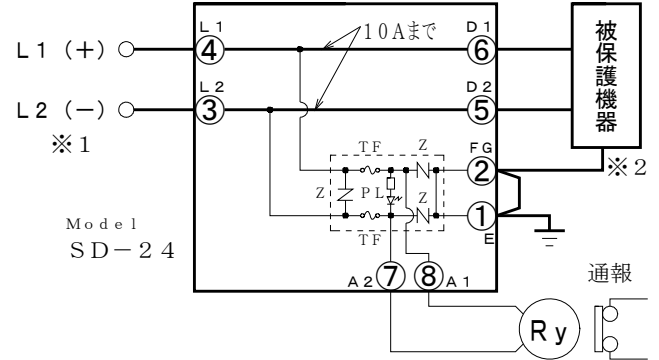 L1 (+)
L1
④
10Aまで
D1
⑥
被保護機器
L2 (−)
L2
③
D2
⑤
※1
TF
Z
FG
②
※2
Z
PL
Z
①
E
TF
Model
SD−24
A2
⑦
⑧
A1
通報
Ry